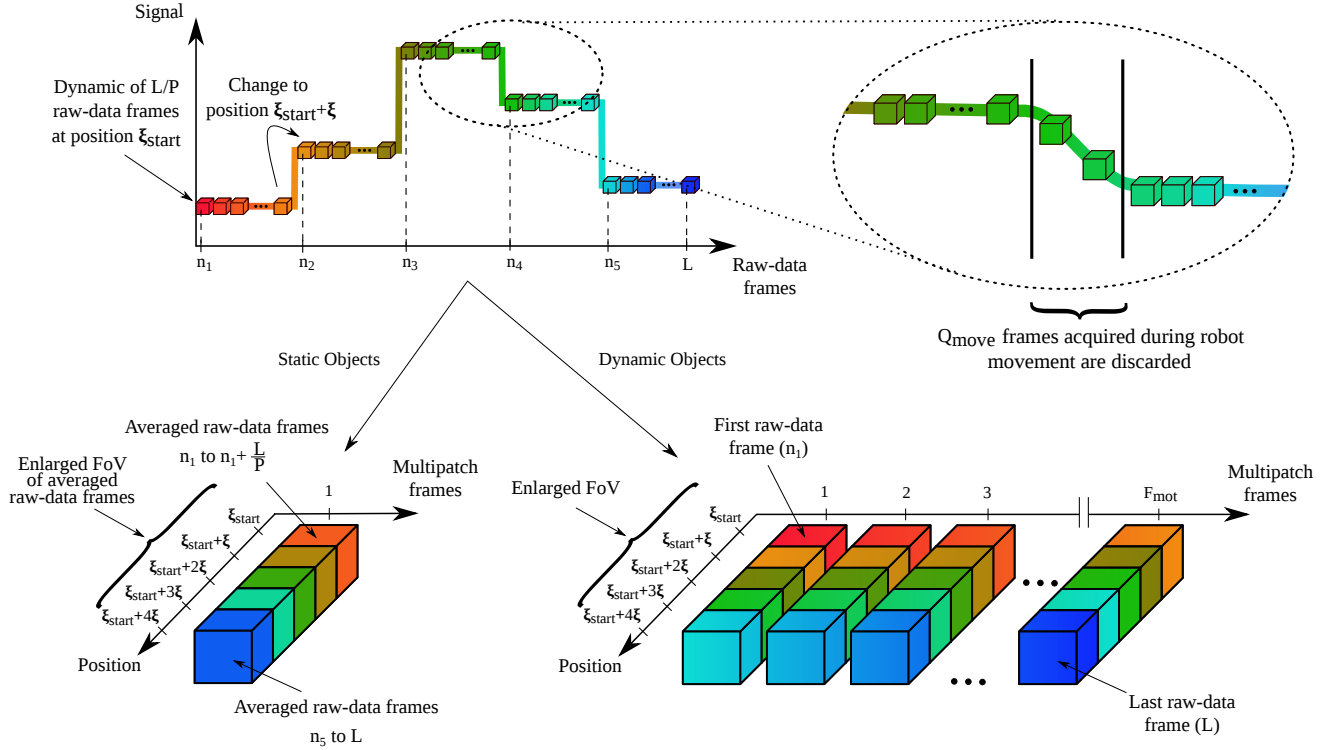 Signal
Dynamic of L/P
raw-data frames
at position ξstart
Change to
position ξstart+ξ
n1
n2
n3
n4
n5
L
Raw-data
frames
Qmove frames acquired during robot
movement are discarded
Static Objects
Dynamic Objects
Averaged raw-data frames
n1 to n1+ L/P
Enlarged FoV
of averaged
raw-data frames
Multipatch
frames
1
ξstart
ξstart+ξ
ξstart+2ξ
ξstart+3ξ
ξstart+4ξ
Position
Averaged raw-data frames
n5 to L
First raw-data
frame (n1)
Enlarged FoV
Multipatch
frames
1
2
3
Fmot
ξstart
ξstart+ξ
ξstart+2ξ
ξstart+3ξ
ξstart+4ξ
Position
Last raw-data
frame (L)